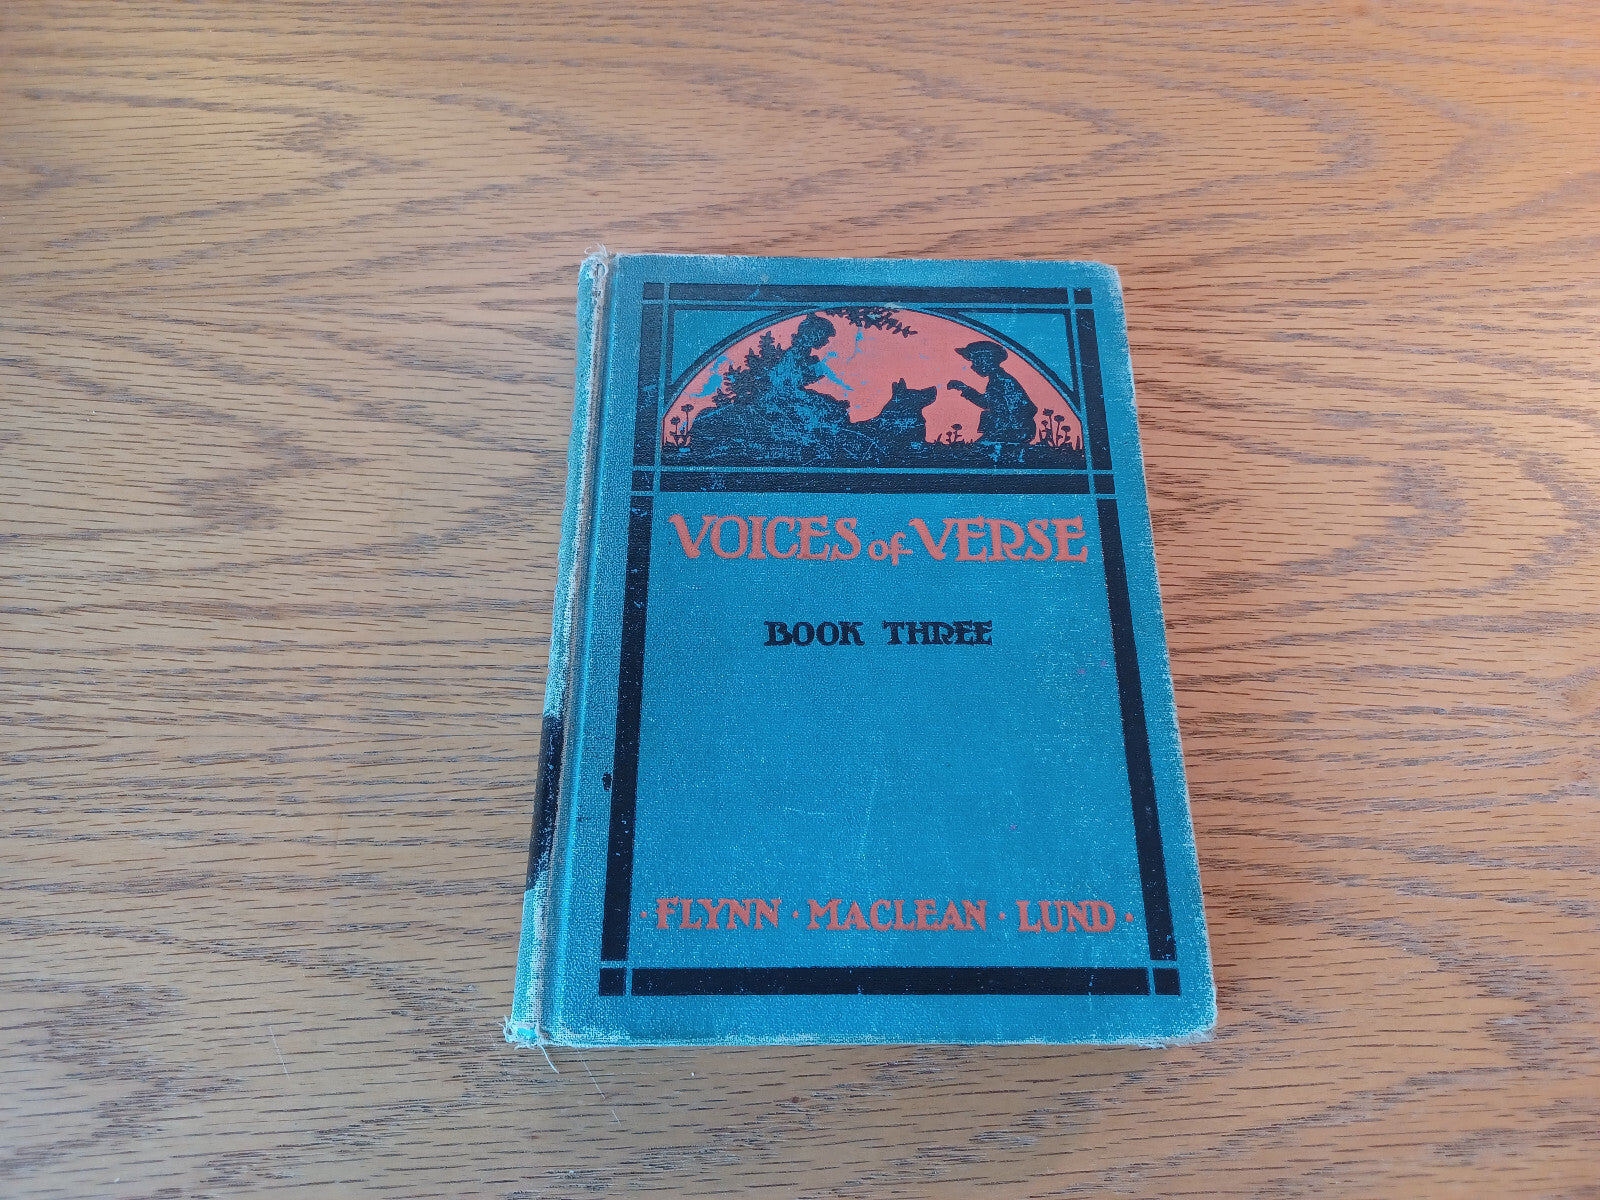 VOICES of VERSE
BOOK THREE
· FLYNN · MACLEAN · LUND ·